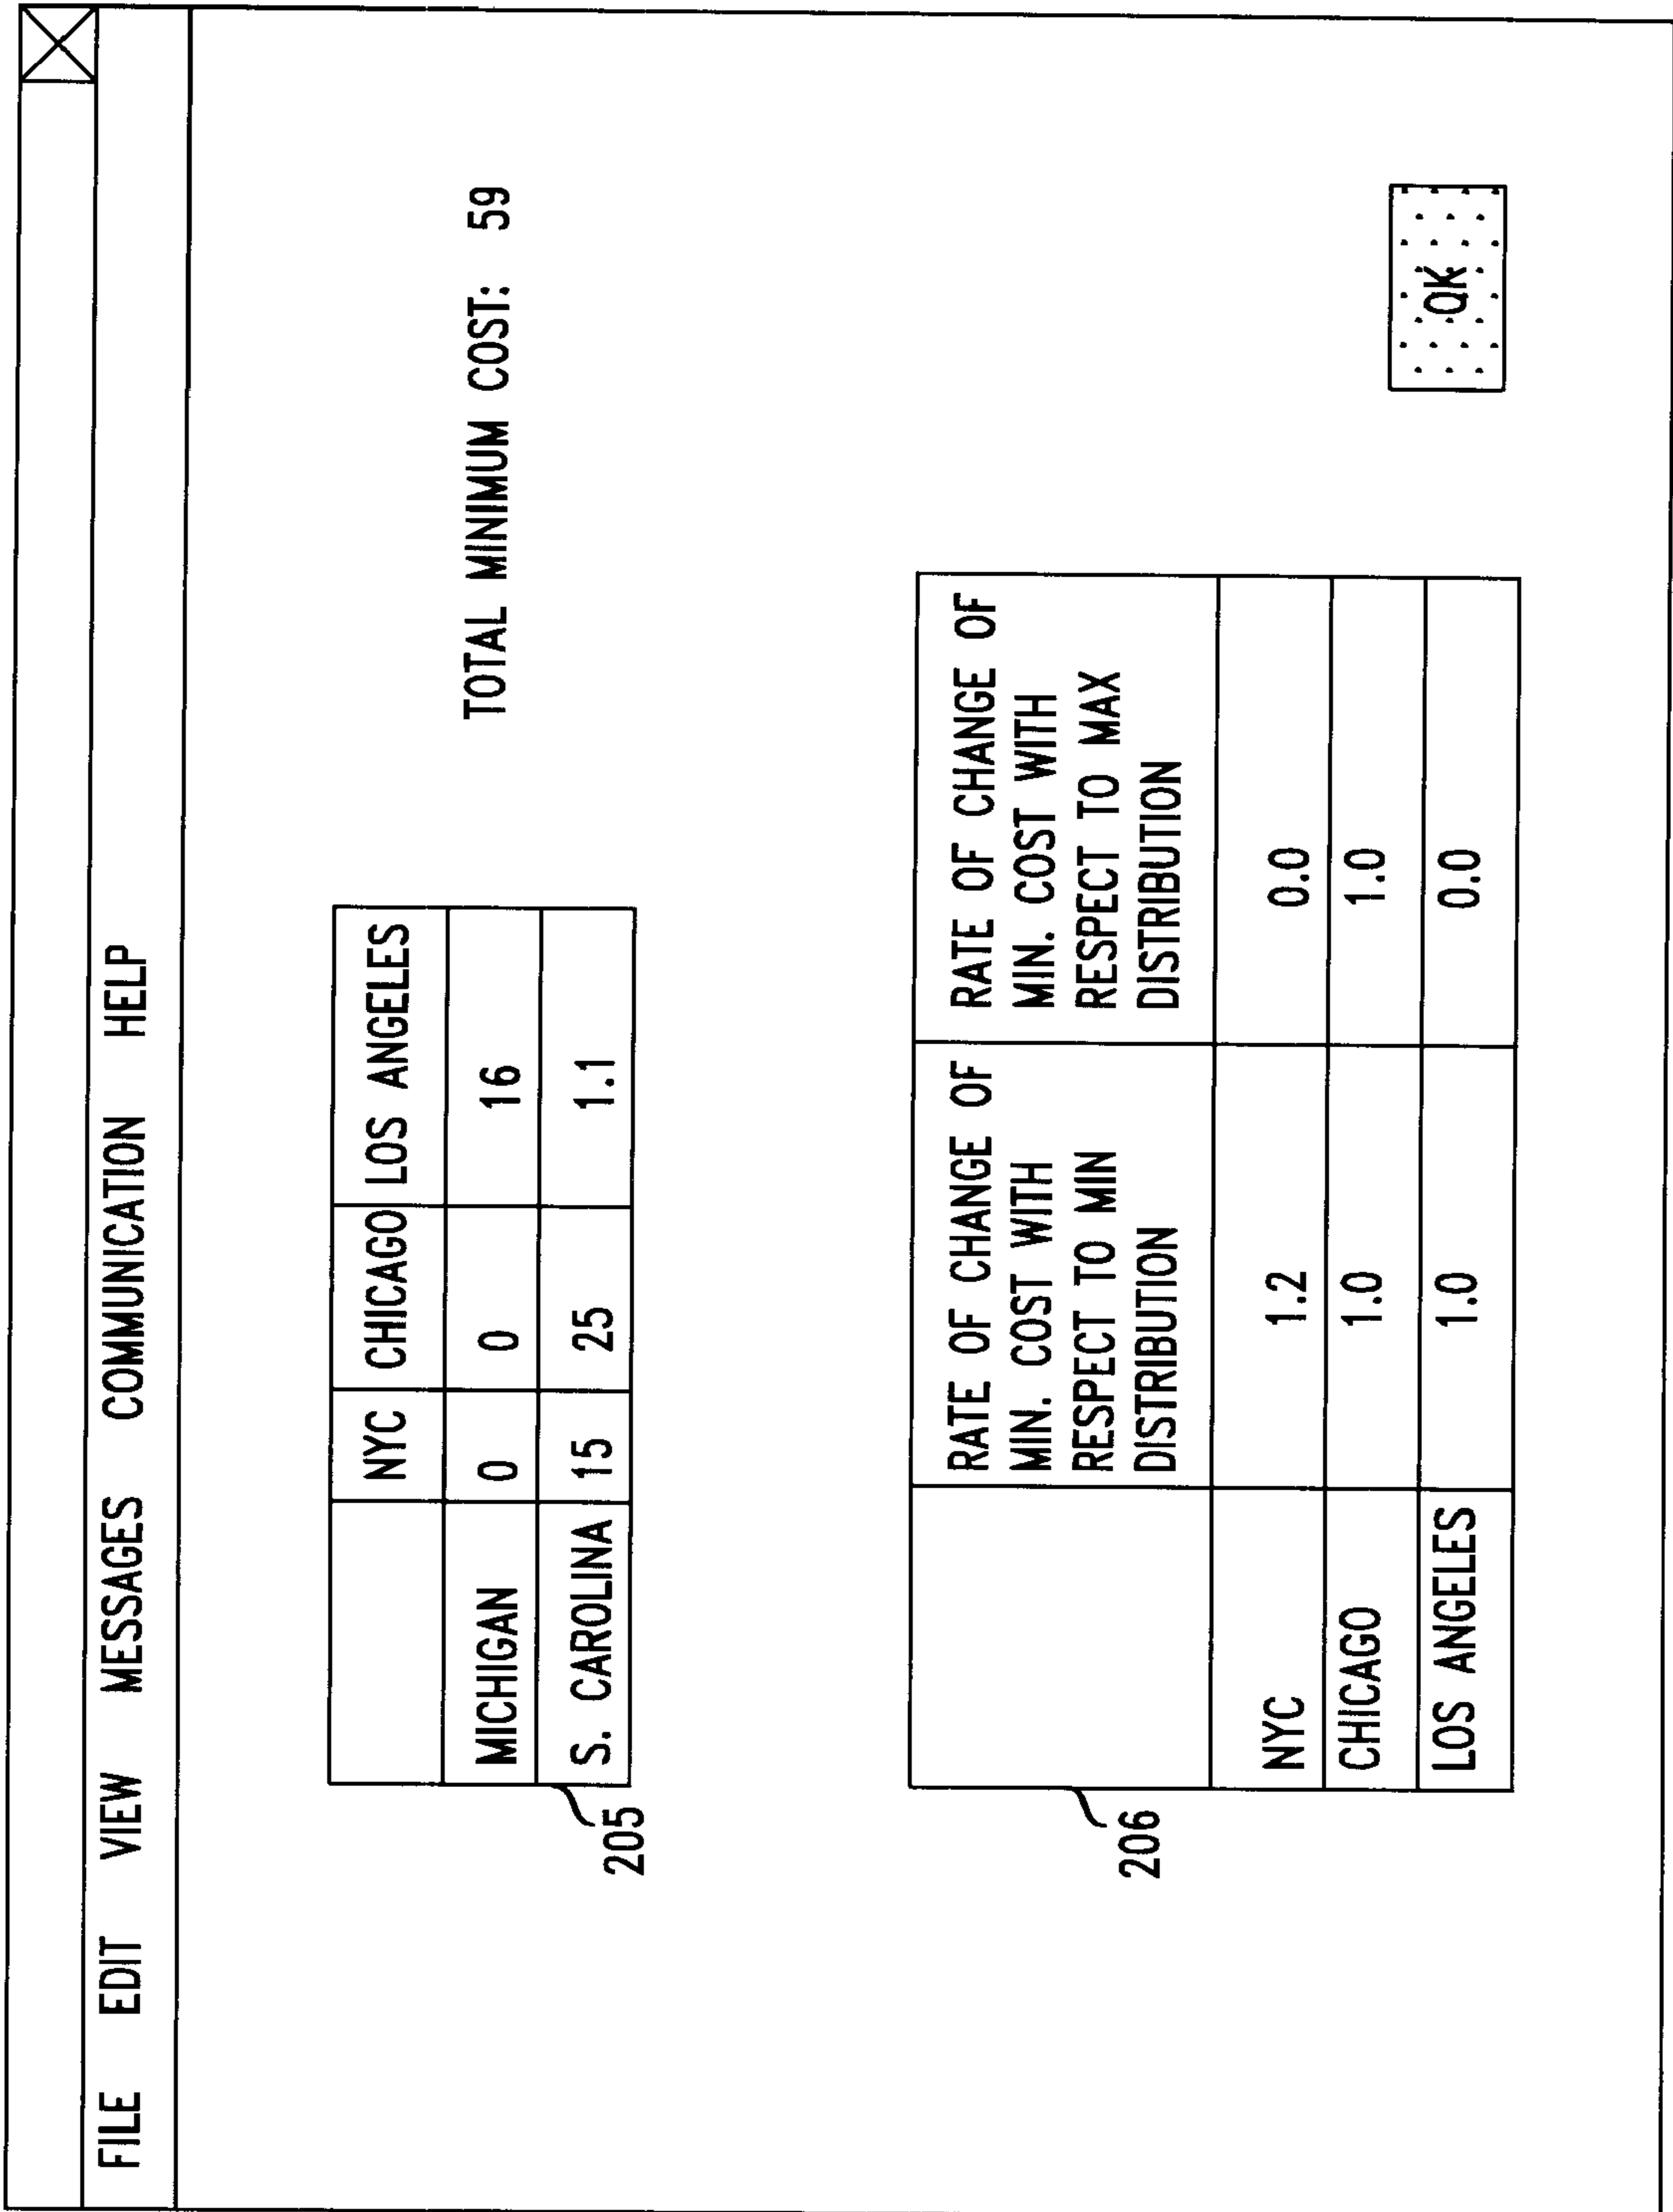 FILE EDIT VIEW MESSAGES COMMUNICATION HELP
NYC CHICAGO LOS ANGELES
MICHIGAN 0 0 16
S. CAROLINA 15 25 1.1
205
TOTAL MINIMUM COST: 59
RATE OF CHANGE OF MIN. COST WITH RESPECT TO MIN DISTRIBUTION
RATE OF CHANGE OF MIN. COST WITH RESPECT TO MAX DISTRIBUTION
NYC 1.2 0.0
CHICAGO 1.0 1.0
LOS ANGELES 1.0 0.0
206
OK